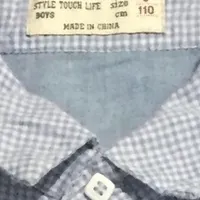 STYLE TOUCH LIFE size
BOYS cm 110
MADE IN CHINA